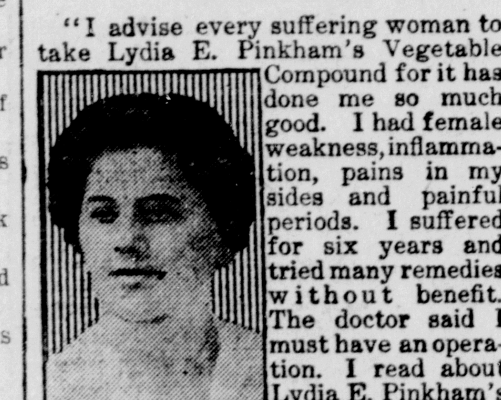 “I advise every suffering woman to
take Lydia E. Pinkham's Vegetable
Compound for it has
done me so much
good. I had female
weakness, inflamma-
tion, pains in my
sides and painful
periods. I suffered
for six years and
tried many remedies
without benefit.
The doctor said I
must have an opera-
tion. I read about
Lydia E. Pinkham's